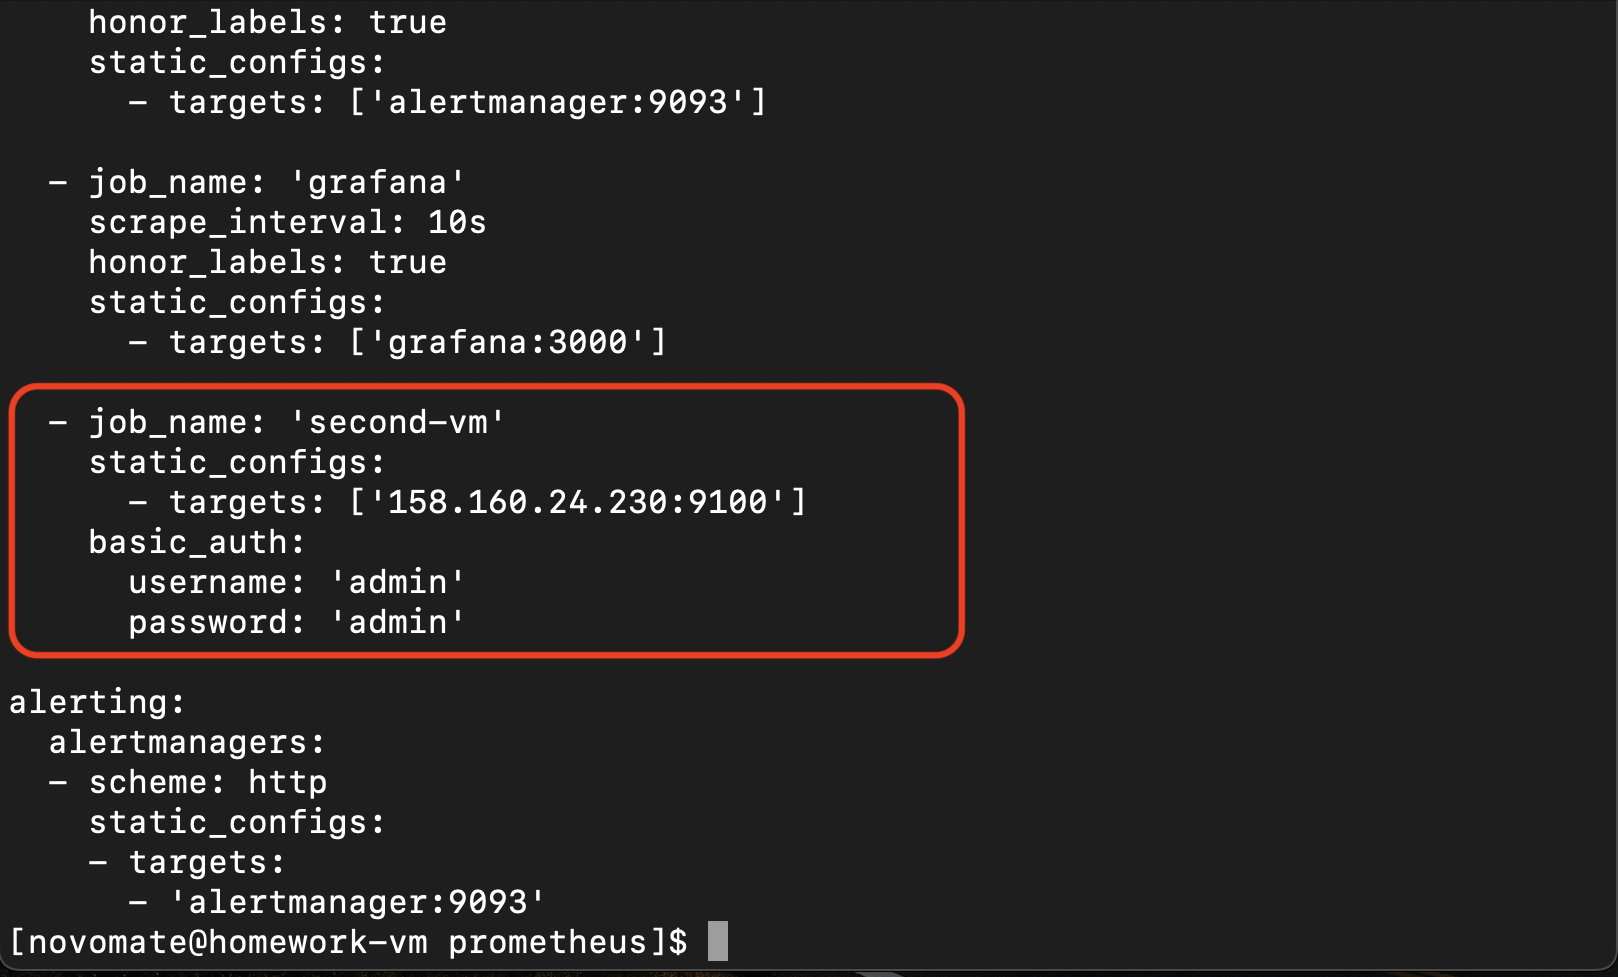 honor_labels: true
static_configs:
- targets: ['alertmanager:9093']
- job_name: 'grafana'
scrape_interval: 10s
honor_labels: true
static_configs:
- targets: ['grafana:3000']
- job_name: 'second-vm'
static_configs:
- targets: ['158.160.24.230:9100']
basic_auth:
username: 'admin'
password: 'admin'
alerting:
alertmanagers:
- scheme: http
static_configs:
- targets:
- 'alertmanager:9093'
[novomate@homework-vm prometheus]$